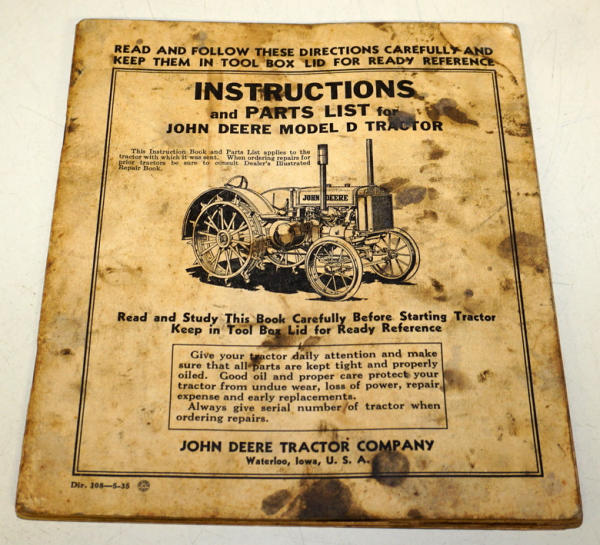 READ AND FOLLOW THESE DIRECTIONS CAREFULLY AND
KEEP THEM IN TOOL BOX LID FOR READY REFERENCE
INSTRUCTIONS
and PARTS LIST for
JOHN DEERE MODEL D TRACTOR
This Instruction Book and Parts List applies to the
tractor with which it was sent. When ordering repairs for
prior tractors be sure to consult Dealer's Illustrated
Repair Book.
JOHN DEERE
Read and Study This Book Carefully Before Starting Tractor
Keep in Tool Box Lid for Ready Reference
Give your tractor daily attention and make
sure that all parts are kept tight and properly
oiled. Good oil and proper care protect your
tractor from undue wear, loss of power, repair
expense and early replacements.
Always give serial number of tractor when
ordering repairs.
JOHN DEERE TRACTOR COMPANY
Waterloo, Iowa, U. S. A.
Dir. 108—5-35